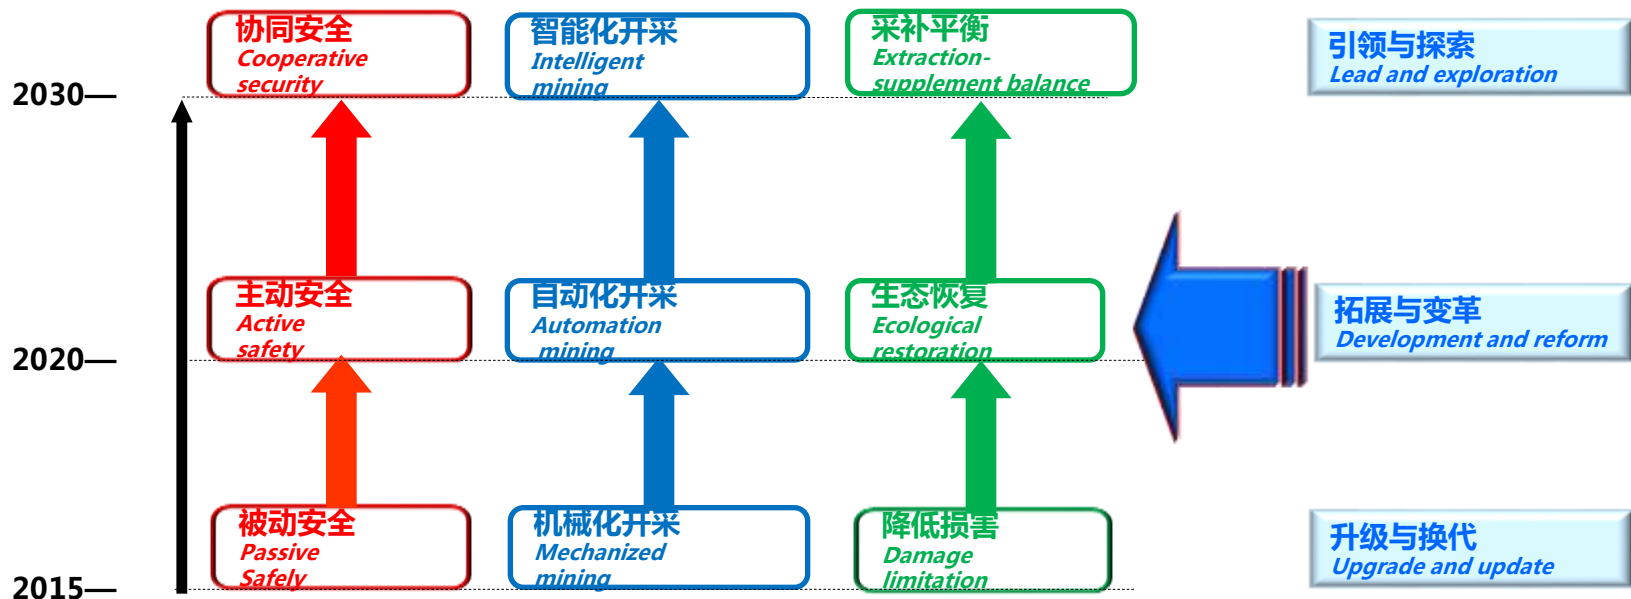 协同安全
Cooperative
security
智能化开采
Intelligent
mining
采补平衡
Extraction-
supplement balance
引领与探索
Lead and exploration
2030—
主动安全
Active
safety
自动化开采
Automation
mining
生态恢复
Ecological
restoration
拓展与变革
Development and reform
2020—
被动安全
Passive
Safely
机械化开采
Mechanized
mining
降低损害
Damage
limitation
升级与换代
Upgrade and update
2015—